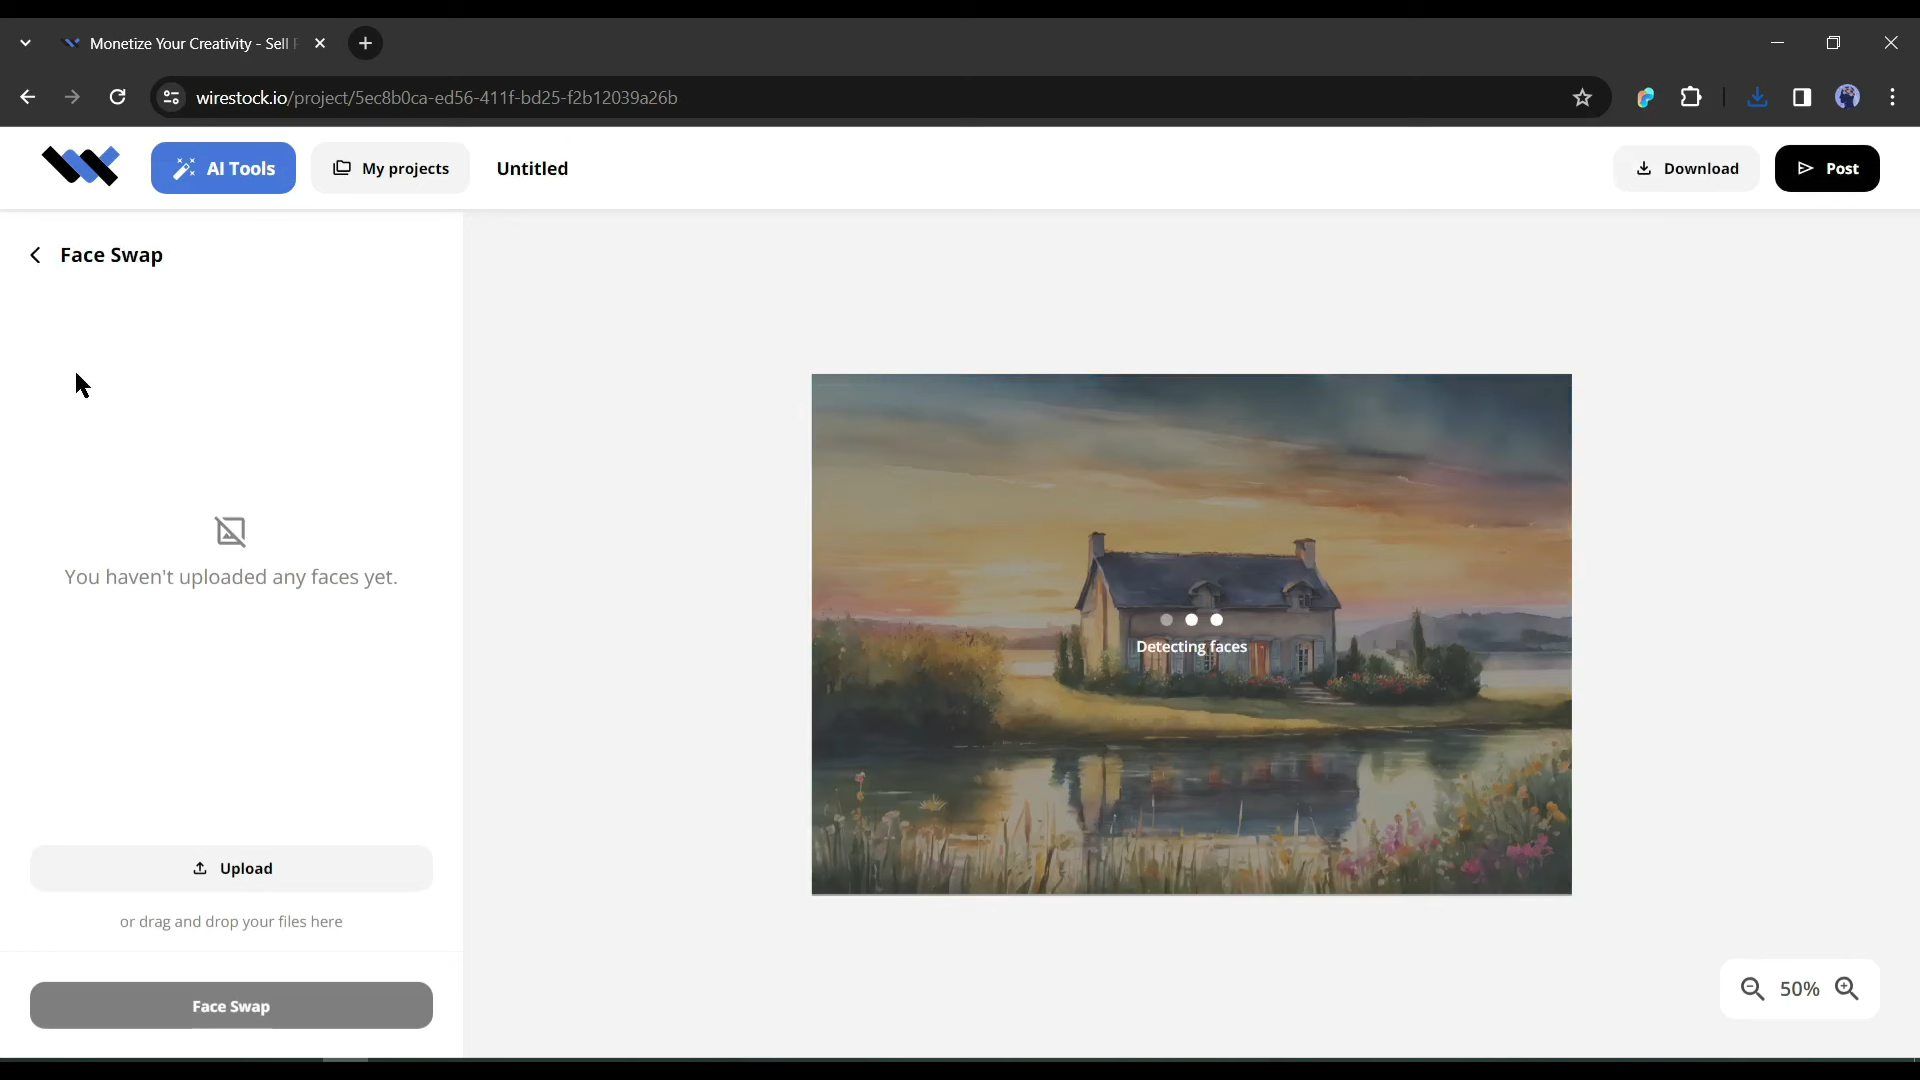 Monetize Your Creativity - Sell
wirestock.io/project/5ec8b0ca-ed56-411f-bd25-f2b12039a26b
AI Tools
My projects
Untitled
Download
Post
Face Swap
You haven't uploaded any faces yet.
Detecting faces
Upload
or drag and drop your files here
50%
Face Swap